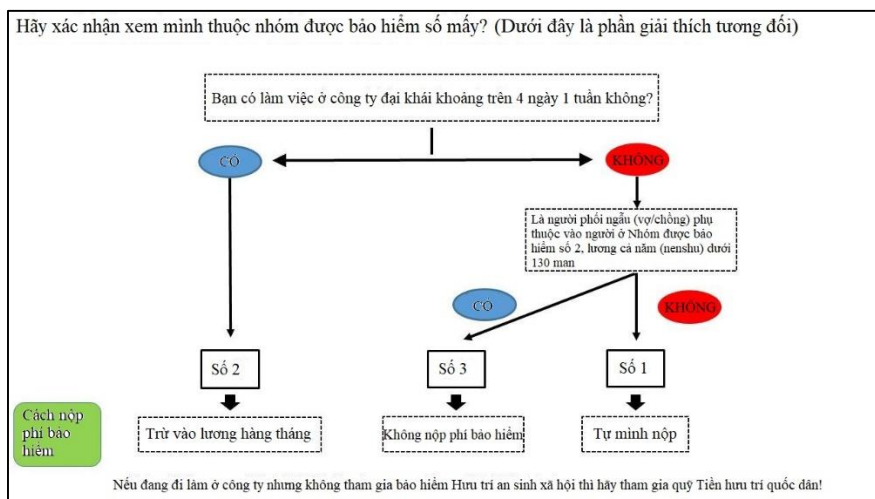 Hãy xác nhận xem mình thuộc nhóm được bảo hiểm số mấy? (Dưới đây là phần giải thích tương đối)
Bạn có làm việc ở công ty đại khái khoảng trên 4 ngày 1 tuần không?
CÓ
KHÔNG
Là người phối ngẫu (vợ/chồng) phụ
thuộc vào người ở Nhóm được bảo
hiểm số 2, lương cả năm (nenshu) dưới
130 man
CÓ
KHÔNG
Số 2
Số 3
Số 1
Cách nộp
phí bảo
hiểm
Trừ vào lương hàng tháng
Không nộp phí bảo hiểm
Tự mình nộp
Nếu đang đi làm ở công ty nhưng không tham gia bảo hiểm Hưu trí an sinh xã hội thì hãy tham gia quỹ Tiền hưu trí quốc dân!